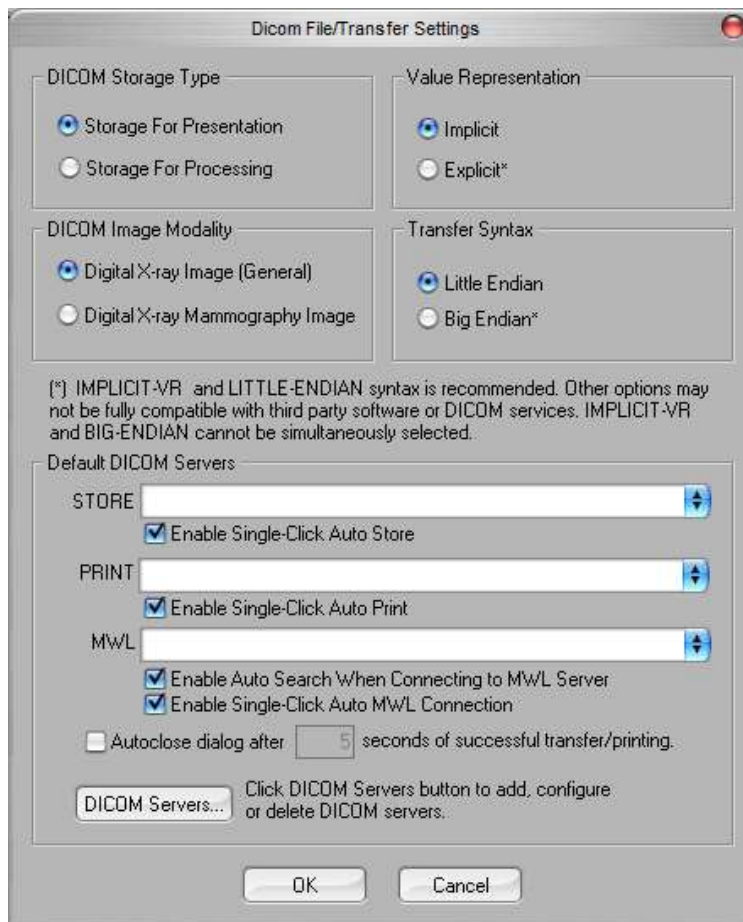 Dicom File/Transfer Settings
DICOM Storage Type
Storage For Presentation
Storage For Processing
Value Representation
Implicit
Explicit*
DICOM Image Modality
Digital X-ray Image (General)
Digital X-ray Mammography Image
Transfer Syntax
Little Endian
Big Endian*
(*) IMPLICIT-VR and LITTLE-ENDIAN syntax is recommended. Other options may
not be fully compatible with third party software or DICOM services. IMPLICIT-VR
and BIG-ENDIAN cannot be simultaneously selected.
Default DICOM Servers
STORE
Enable Single-Click Auto Store
PRINT
Enable Single-Click Auto Print
MWL
Enable Auto Search When Connecting to MWL Server
Enable Single-Click Auto MWL Connection
Autoclose dialog after 5 seconds of successful transfer/printing.
DICOM Servers...
Click DICOM Servers button to add, configure
or delete DICOM servers.
OK
Cancel